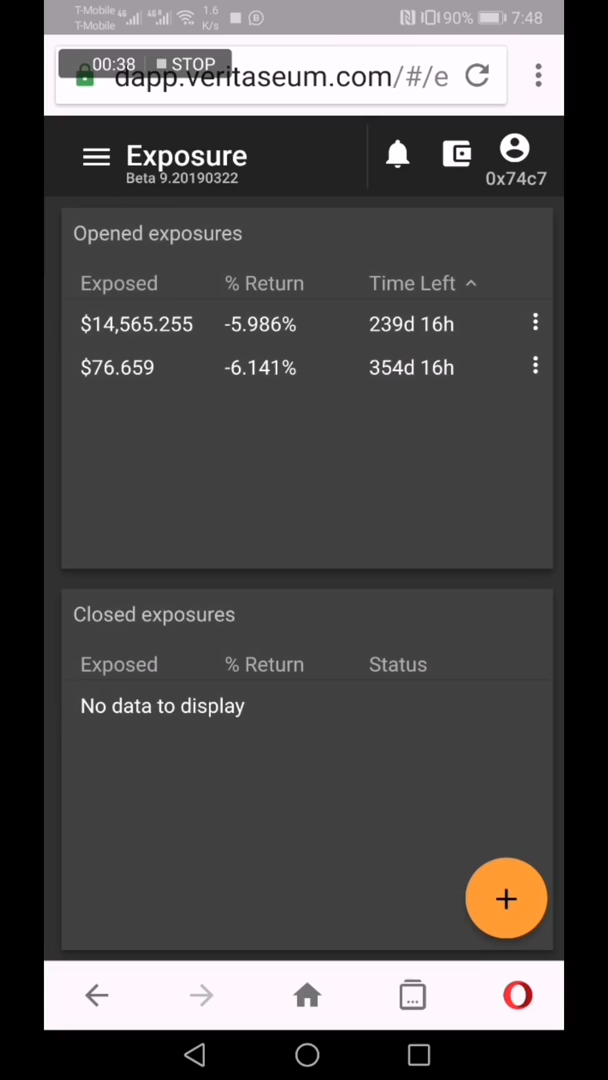 T-Mobile 4G 4G 1.6 90% 7:48
T-Mobile K/s
00:38 STOP
dapp.veritaseum.com/#/e
Exposure
Beta 9.20190322
0x74c7
Opened exposures
Exposed % Return Time Left
$14,565.255 -5.986% 239d 16h
$76.659 -6.141% 354d 16h
Closed exposures
Exposed % Return Status
No data to display
+